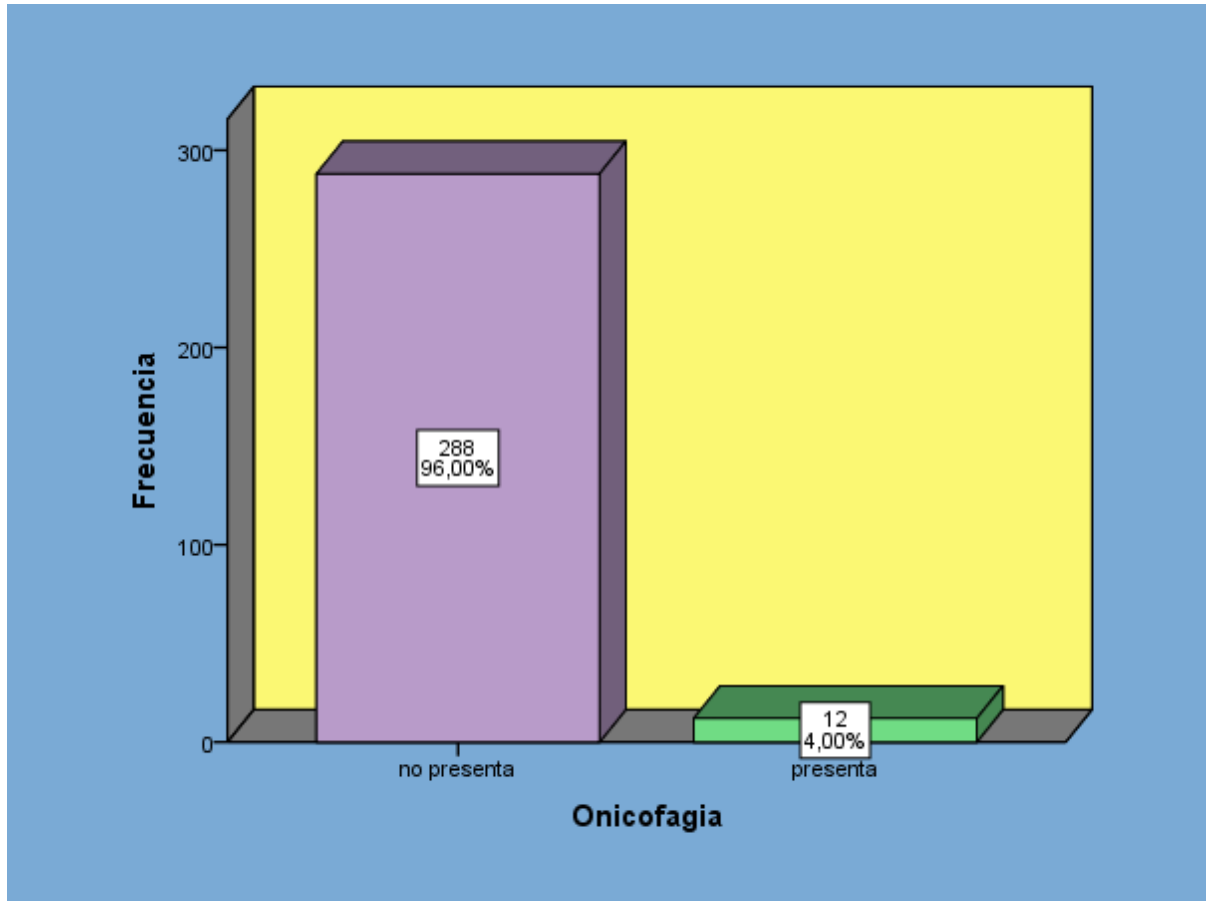 Frecuencia
300
200
100
0
288
96,00%
12
4,00%
no presenta
presenta
Onicofagia